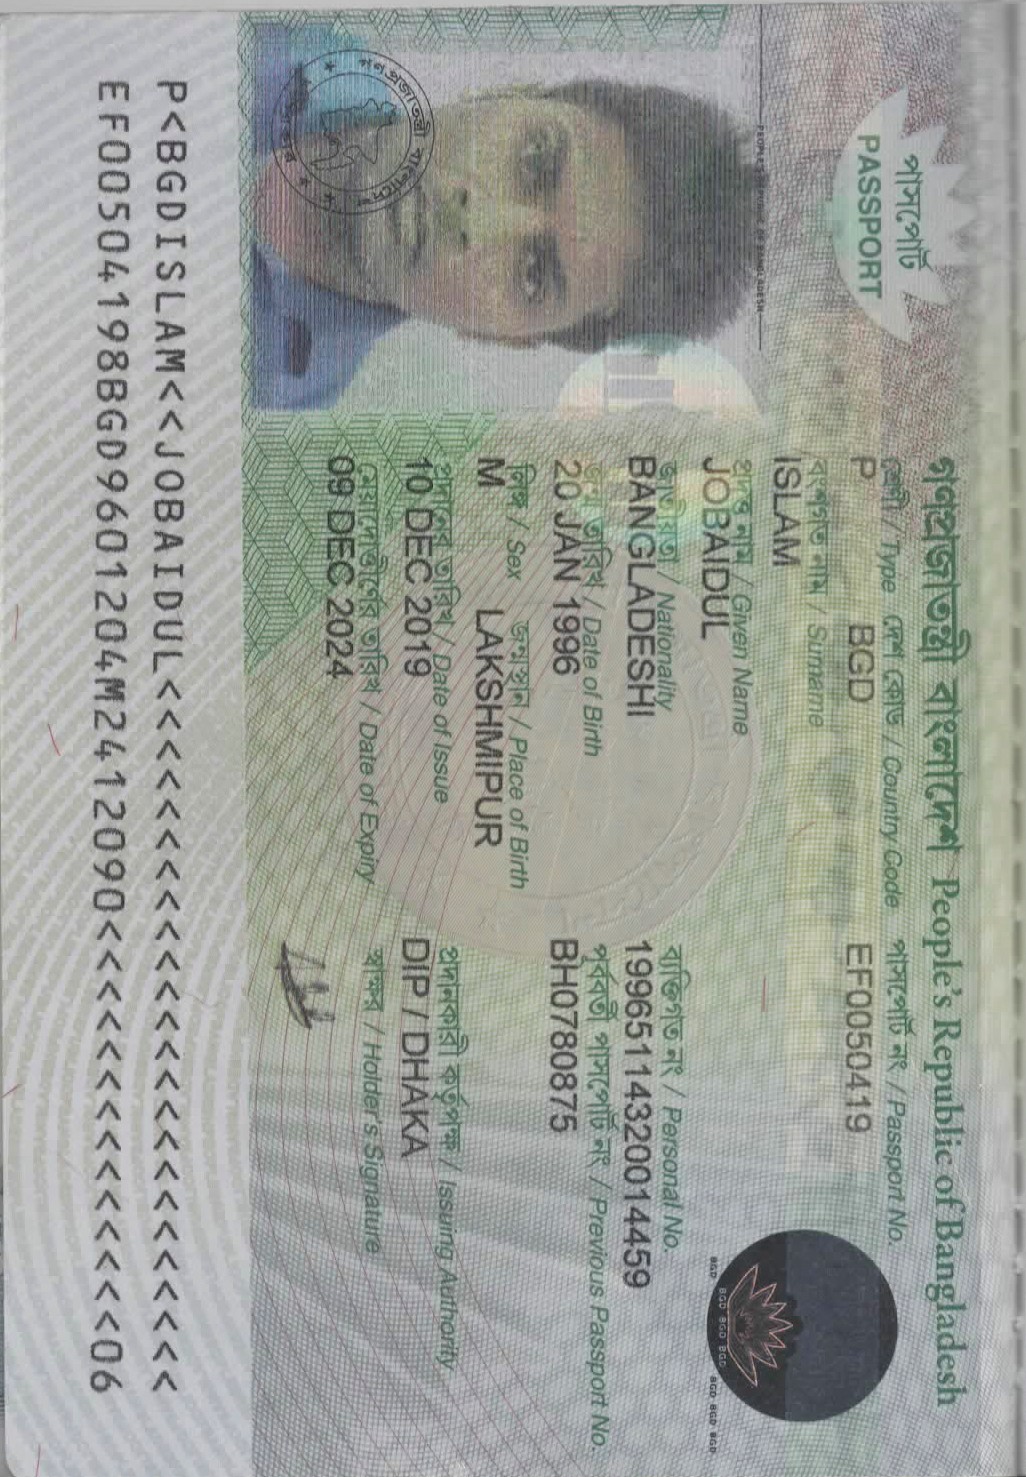 গণপ্রজাতন্ত্রী বাংলাদেশ People's Republic of Bangladesh
পাসপোর্ট
PASSPORT
শ্রেণী / Type দেশ কোড / Country Code পাসপোর্ট নং / Passport No.
P BGD EF0050419
বংশগত নাম / Surname
ISLAM
PEOPLE'S REPUBLIC OF BANGLADESH
প্রদত্ত নাম / Given Name
JOBAIDUL
BGD BGD BGD
BGD BGD BGD BGD
জাতীয়তা / Nationality ব্যক্তিগত নং / Personal No.
BANGLADESHI 19965114320014459
জন্ম তারিখ / Date of Birth পূর্ববর্তী পাসপোর্ট নং / Previous Passport No.
20 JAN 1996 BH0780875
লিঙ্গ / Sex জন্মস্থান / Place of Birth
M LAKSHMIPUR
প্রদানের তারিখ / Date of Issue প্রদানকারী কর্তৃপক্ষ / Issuing Authority
10 DEC 2019 DIP / DHAKA
মেয়াদোত্তীর্ণের তারিখ / Date of Expiry স্বাক্ষর / Holder's Signature
09 DEC 2024
গণপ্রজাতন্ত্রী বাংলাদেশ
P<BGDISLAM<<JOBAIDUL<<<<<<<<<<<<<<<<<<<<<<<<
EF00504198BGD9601204M2412090<<<<<<<<<<<<<<06